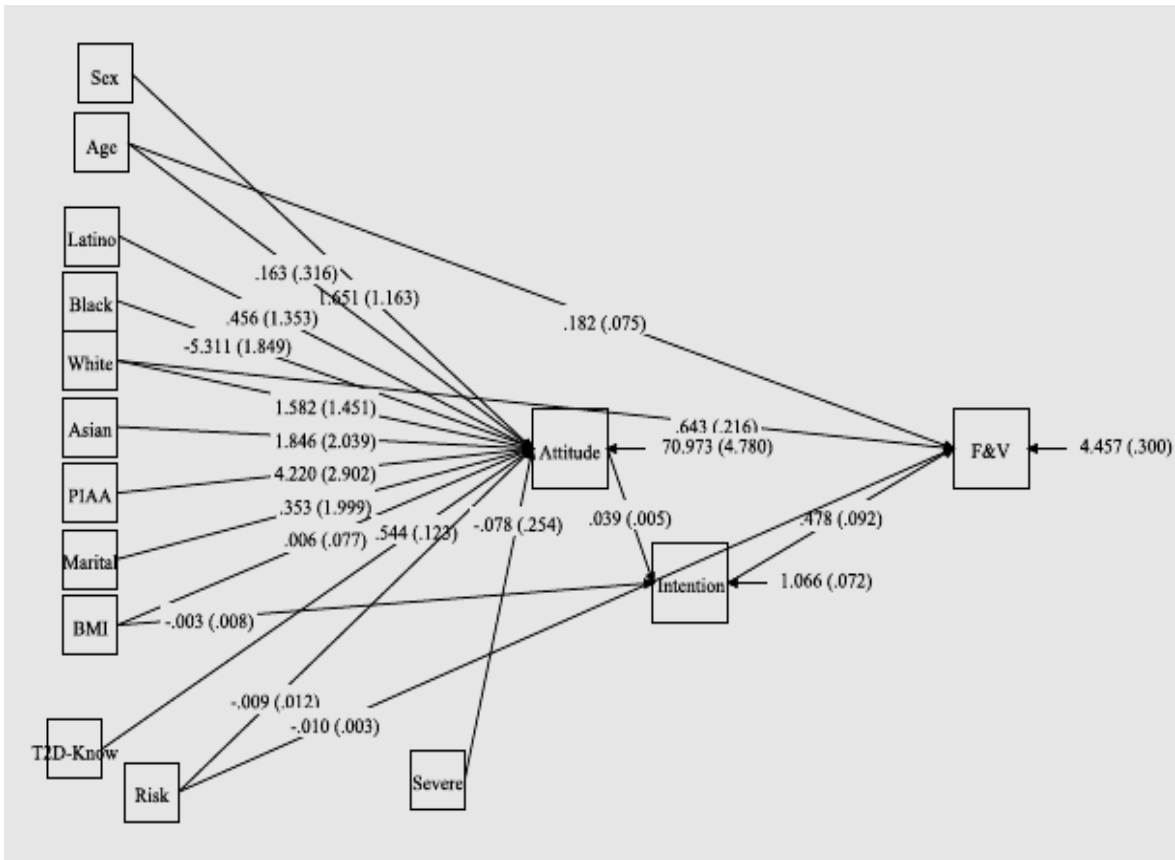 Sex
Age
Latino
.163 (.316)
1.651 (1.163)
Black
.456 (1.353)
.182 (.075)
-5.311 (1.849)
White
1.582 (1.451)
Asian
.643 (.216)
1.846 (2.039)
Attitude
70.973 (4.780)
F&V
4.457 (.300)
4.220 (2.902)
PIAA
.353 (1.999)
.544 (.123)
-.078 (.254)
.039 (.005)
.478 (.092)
.006 (.077)
Marital
Intention
1.066 (.072)
-.003 (.008)
BMI
-.009 (.012)
-.010 (.003)
T2D-Know
Risk
Severe